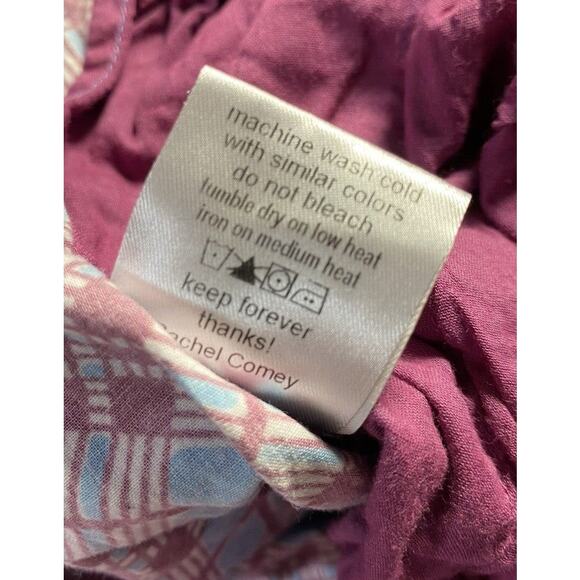 machine wash cold
with similar colors
do not bleach
tumble dry on low heat
iron on medium heat
keep forever
thanks!
Rachel Comey